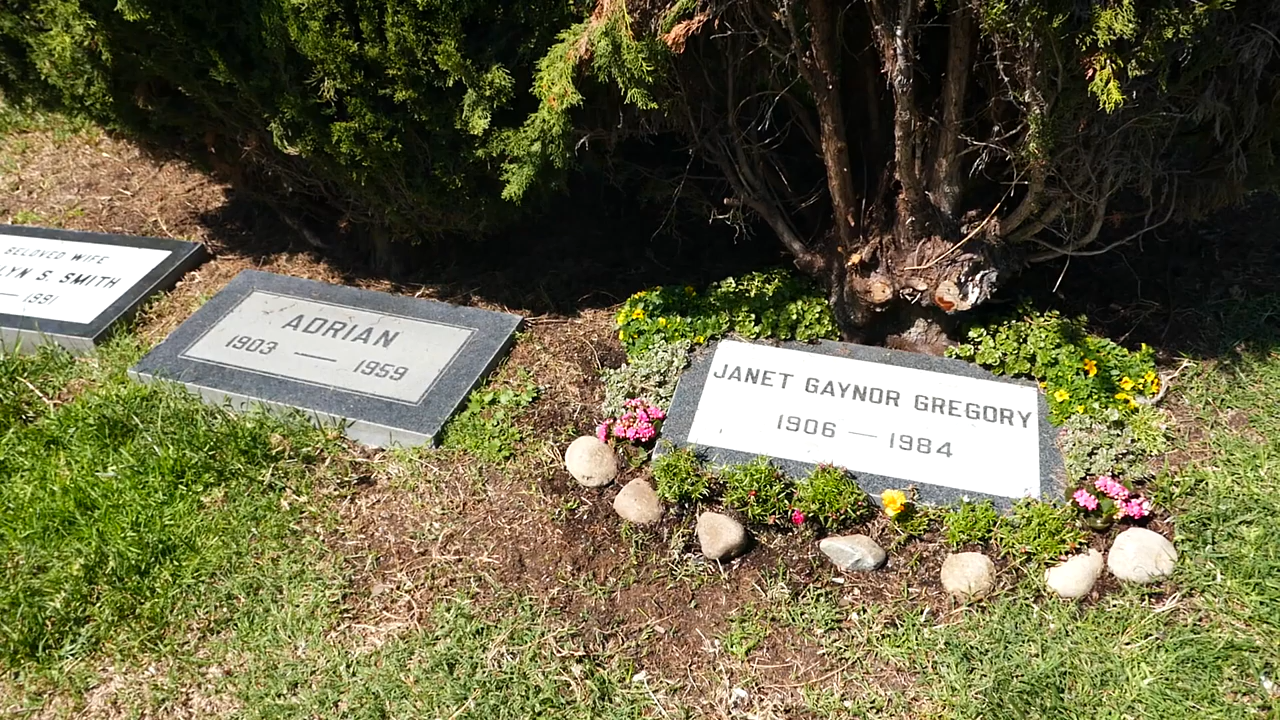 BELOVED WIFE
LYN S. SMITH
— 1991
ADRIAN
1903 — 1959
JANET GAYNOR GREGORY
1906 — 1984